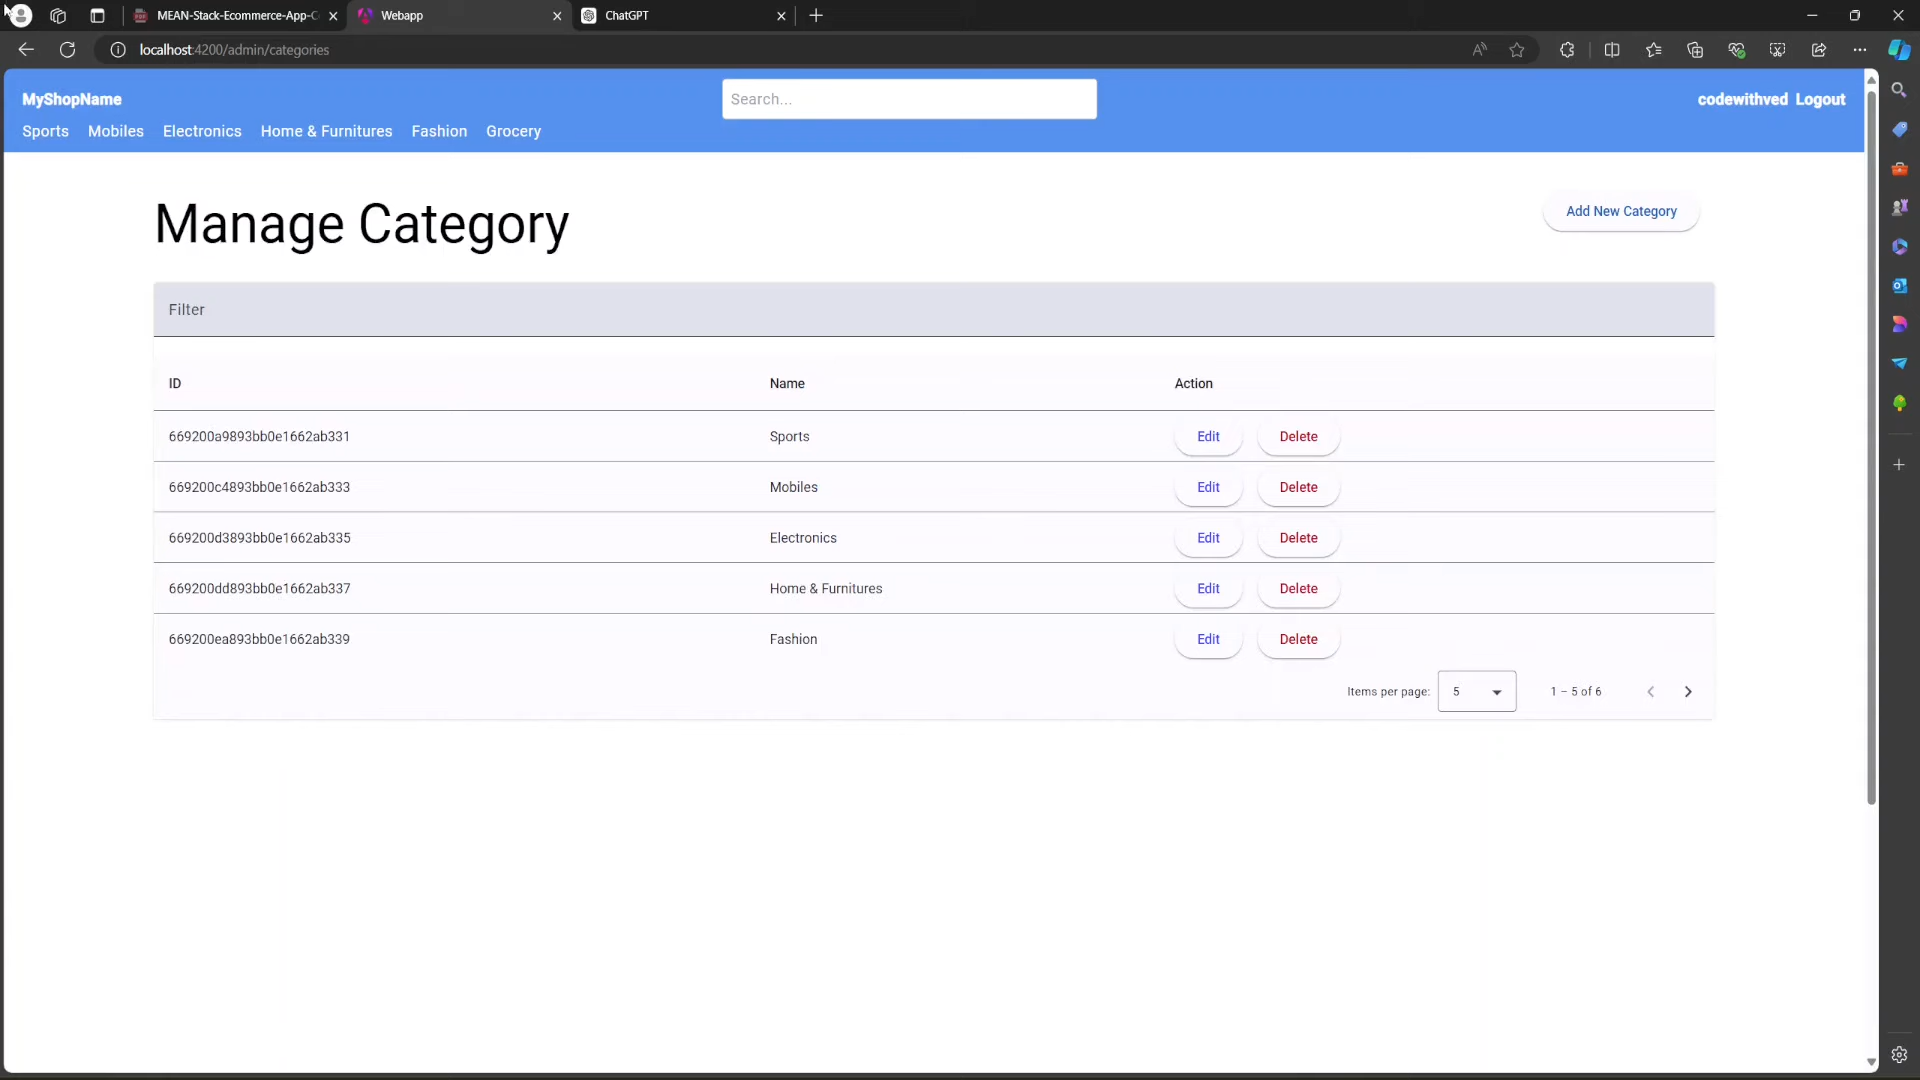 MEAN-Stack-Ecommerce-App-C
Webapp
ChatGPT
localhost:4200/admin/categories
MyShopName
Search...
codewithved Logout
Sports Mobiles Electronics Home & Furnitures Fashion Grocery
Manage Category
Add New Category
Filter
ID Name Action
669200a9893bb0e1662ab331 Sports Edit Delete
669200c4893bb0e1662ab333 Mobiles Edit Delete
669200d3893bb0e1662ab335 Electronics Edit Delete
669200dd893bb0e1662ab337 Home & Furnitures Edit Delete
669200ea893bb0e1662ab339 Fashion Edit Delete
Items per page: 5 1 – 5 of 6